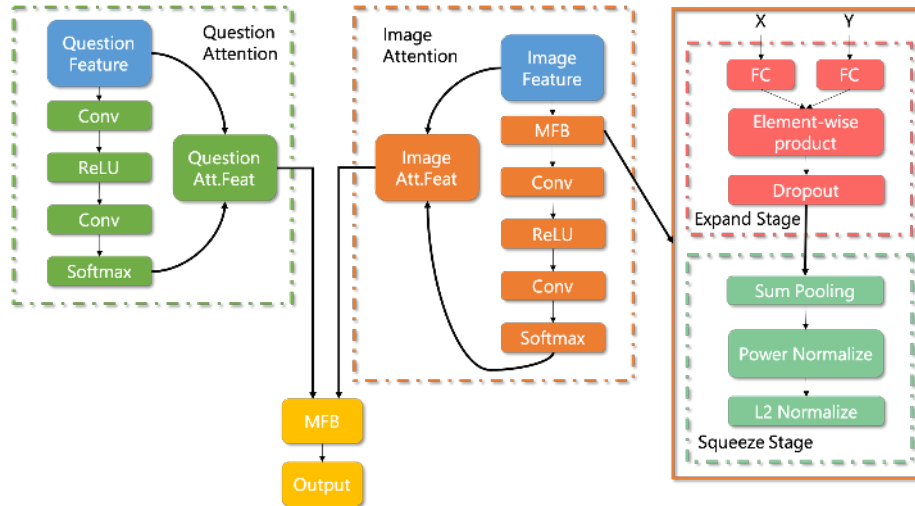 Question
Feature
Question
Attention
Conv
ReLU
Conv
Softmax
Question
Att.Feat
Image
Attention
Image
Feature
MFB
Image
Att.Feat
Conv
ReLU
Conv
Softmax
MFB
Output
X Y
FC FC
Element-wise
product
Dropout
Expand Stage
Sum Pooling
Power Normalize
L2 Normalize
Squeeze Stage